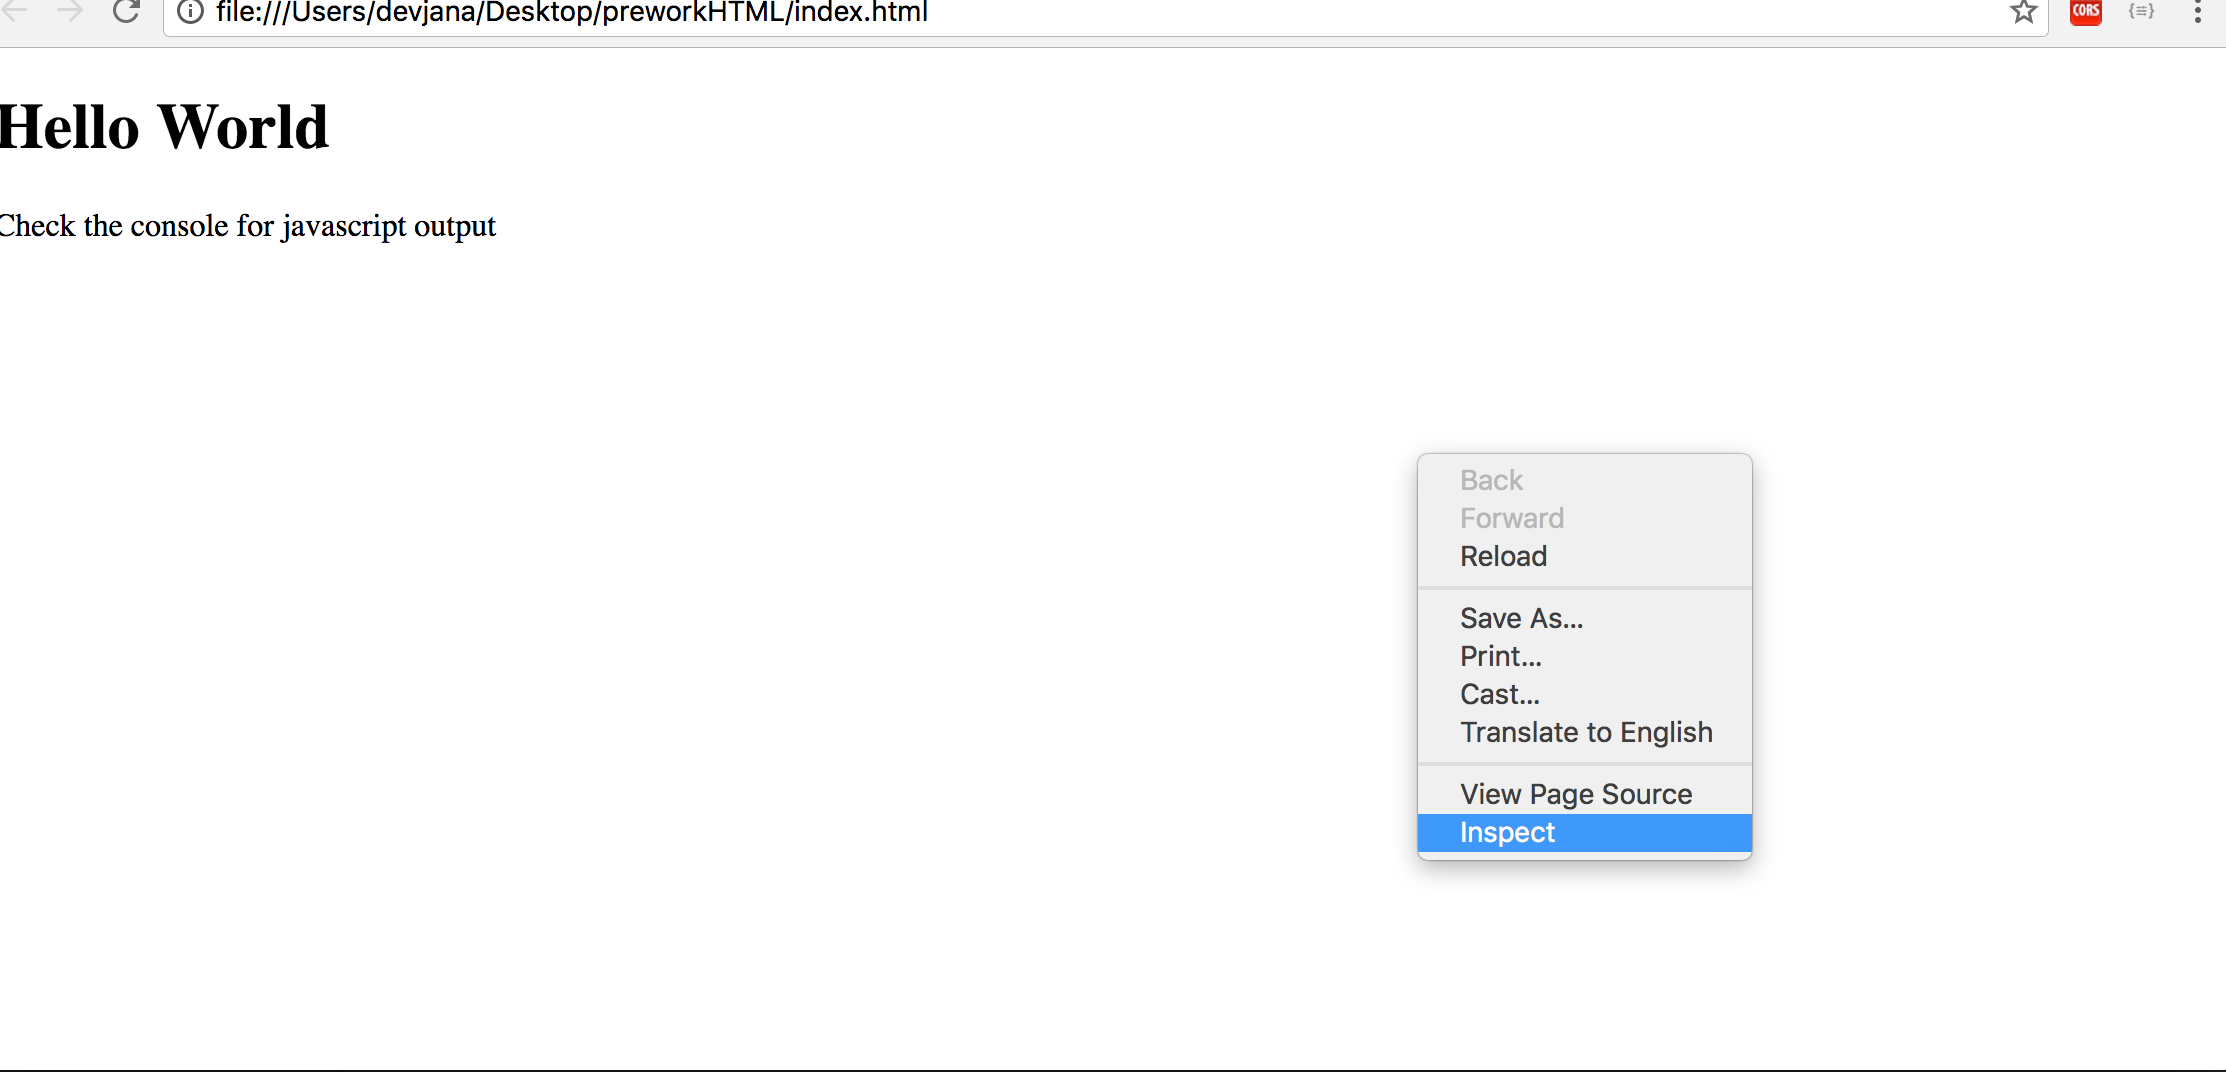 file:///Users/devjana/Desktop/preworkHTML/index.html
CORS
Hello World
Check the console for javascript output
Back
Forward
Reload
Save As...
Print...
Cast...
Translate to English
View Page Source
Inspect